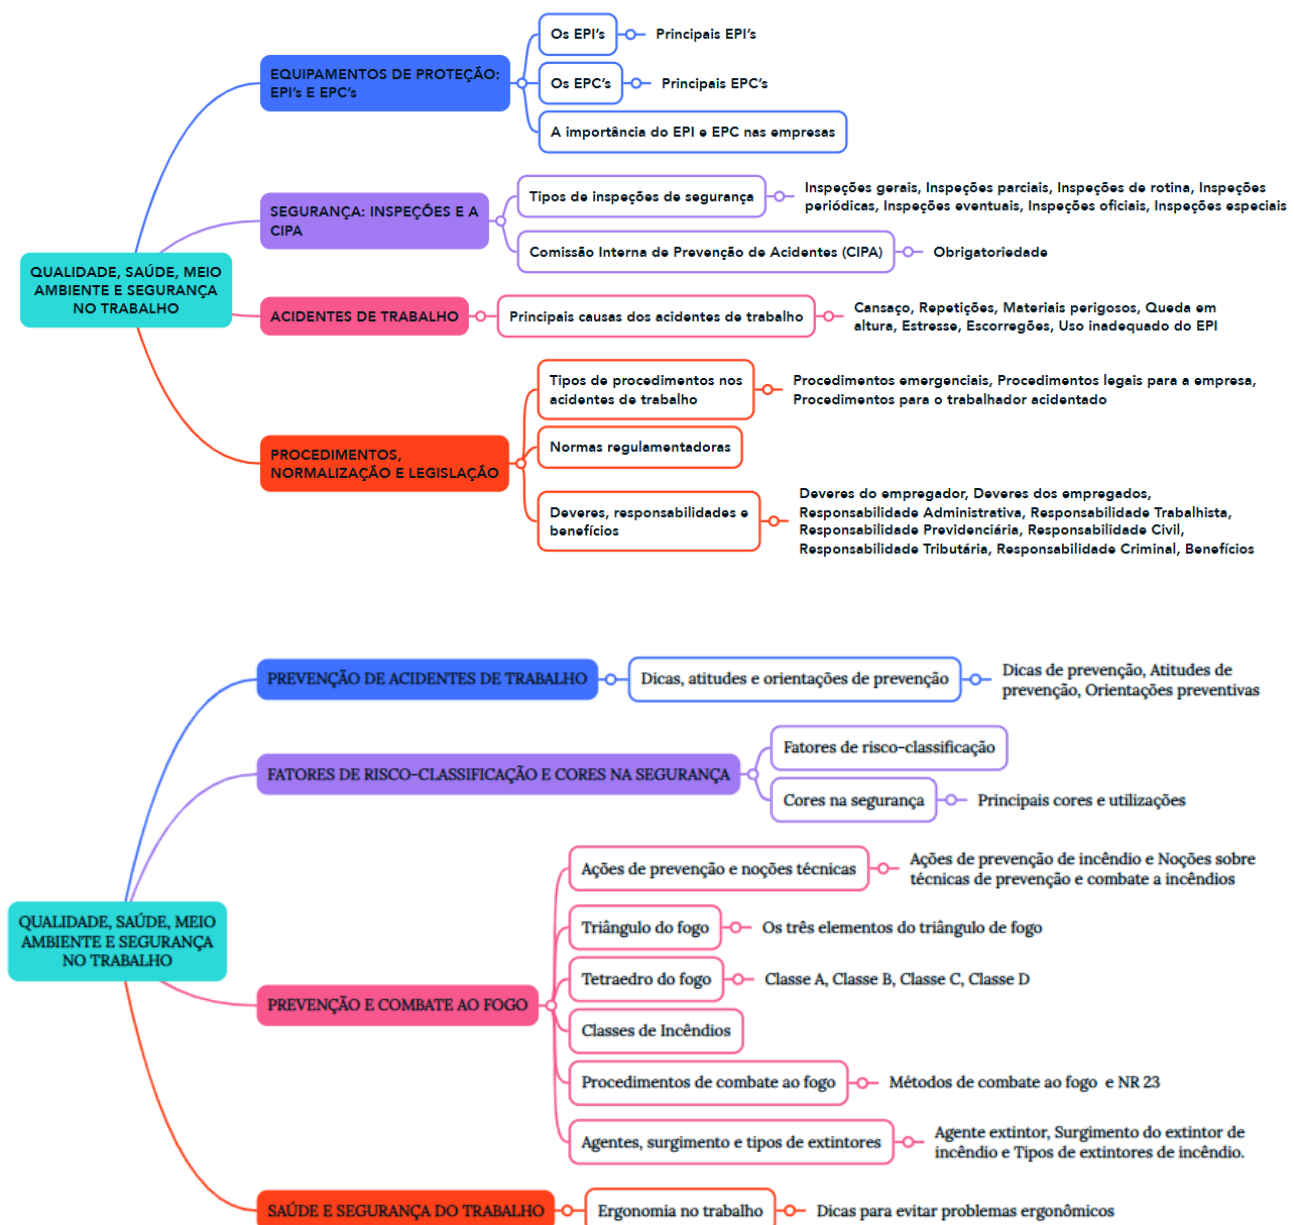 QUALIDADE, SAÚDE, MEIO
AMBIENTE E SEGURANÇA
NO TRABALHO
EQUIPAMENTOS DE PROTEÇÃO:
EPI's E EPC's
Os EPI's
Principais EPI's
Os EPC's
Principais EPC's
A importância do EPI e EPC nas empresas
SEGURANÇA: INSPEÇÕES E A
CIPA
Tipos de inspeções de segurança
Inspeções gerais, Inspeções parciais, Inspeções de rotina, Inspeções
periódicas, Inspeções eventuais, Inspeções oficiais, Inspeções especiais
Comissão Interna de Prevenção de Acidentes (CIPA)
Obrigatoriedade
ACIDENTES DE TRABALHO
Principais causas dos acidentes de trabalho
Cansaço, Repetições, Materiais perigosos, Queda em
altura, Estresse, Escorregões, Uso inadequado do EPI
PROCEDIMENTOS,
NORMALIZAÇÃO E LEGISLAÇÃO
Tipos de procedimentos nos
acidentes de trabalho
Procedimentos emergenciais, Procedimentos legais para a empresa,
Procedimentos para o trabalhador acidentado
Normas regulamentadoras
Deveres, responsabilidades e
benefícios
Deveres do empregador, Deveres dos empregados,
Responsabilidade Administrativa, Responsabilidade Trabalhista,
Responsabilidade Previdenciária, Responsabilidade Civil,
Responsabilidade Tributária, Responsabilidade Criminal, Benefícios
QUALIDADE, SAÚDE, MEIO
AMBIENTE E SEGURANÇA
NO TRABALHO
PREVENÇÃO DE ACIDENTES DE TRABALHO
Dicas, atitudes e orientações de prevenção
Dicas de prevenção, Atitudes de
prevenção, Orientações preventivas
FATORES DE RISCO-CLASSIFICAÇÃO E CORES NA SEGURANÇA
Fatores de risco-classificação
Cores na segurança
Principais cores e utilizações
PREVENÇÃO E COMBATE AO FOGO
Ações de prevenção e noções técnicas
Ações de prevenção de incêndio e Noções sobre
técnicas de prevenção e combate a incêndios
Triângulo do fogo
Os três elementos do triângulo de fogo
Tetraedro do fogo
Classe A, Classe B, Classe C, Classe D
Classes de Incêndios
Procedimentos de combate ao fogo
Métodos de combate ao fogo e NR 23
Agentes, surgimento e tipos de extintores
Agente extintor, Surgimento do extintor de
incêndio e Tipos de extintores de incêndio.
SAÚDE E SEGURANÇA DO TRABALHO
Ergonomia no trabalho
Dicas para evitar problemas ergonômicos